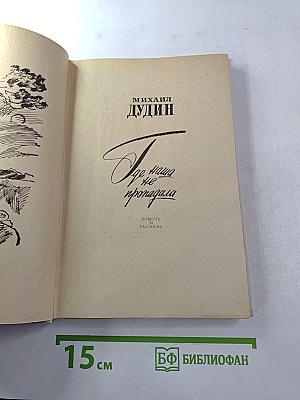 МИХАИЛ
ДУДИН
Где наша
не
пропадала
ПОВЕСТЬ И
РАССКАЗЫ
15 см
БФ БИБЛИОФАН